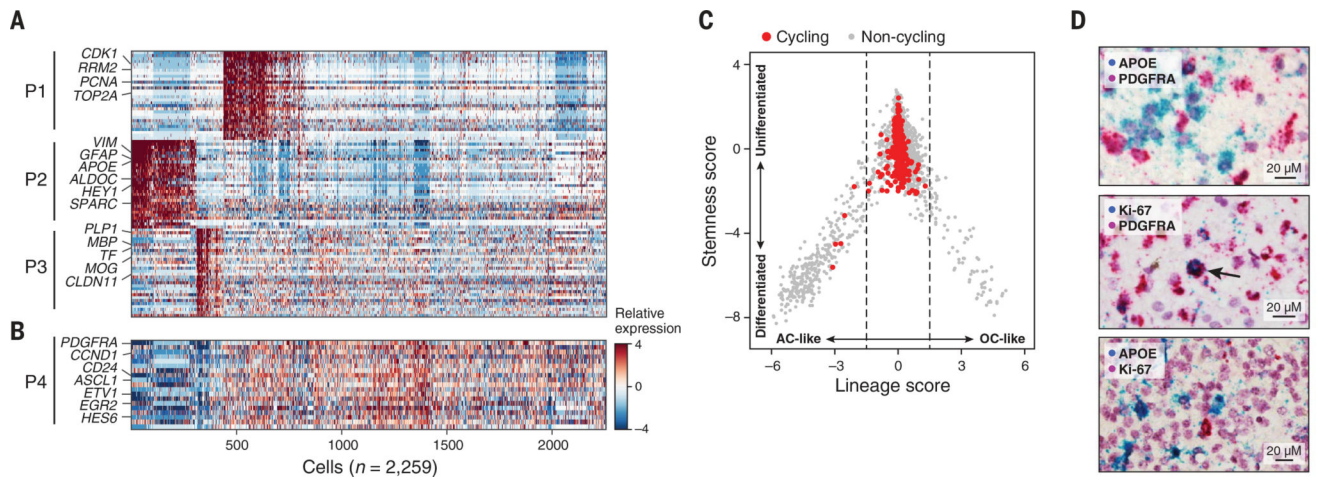 A
P1
CDK1
RRM2
PCNA
TOP2A
P2
VIM
GFAP
APOE
ALDOC
HEY1
SPARC
P3
PLP1
MBP
TF
MOG
CLDN11
B
P4
PDGFRA
CCND1
CD24
ASCL1
ETV1
EGR2
HES6
500 1000 1500 2000
Cells (n = 2,259)
Relative
expression
4
0
−4
C
Cycling Non-cycling
Stemness score
Differentiated Unifferentiated
4
0
−4
−8
AC-like OC-like
−6 −3 0 3 6
Lineage score
D
APOE
PDGFRA
20 µM
Ki-67
PDGFRA
20 µM
APOE
Ki-67
20 µM